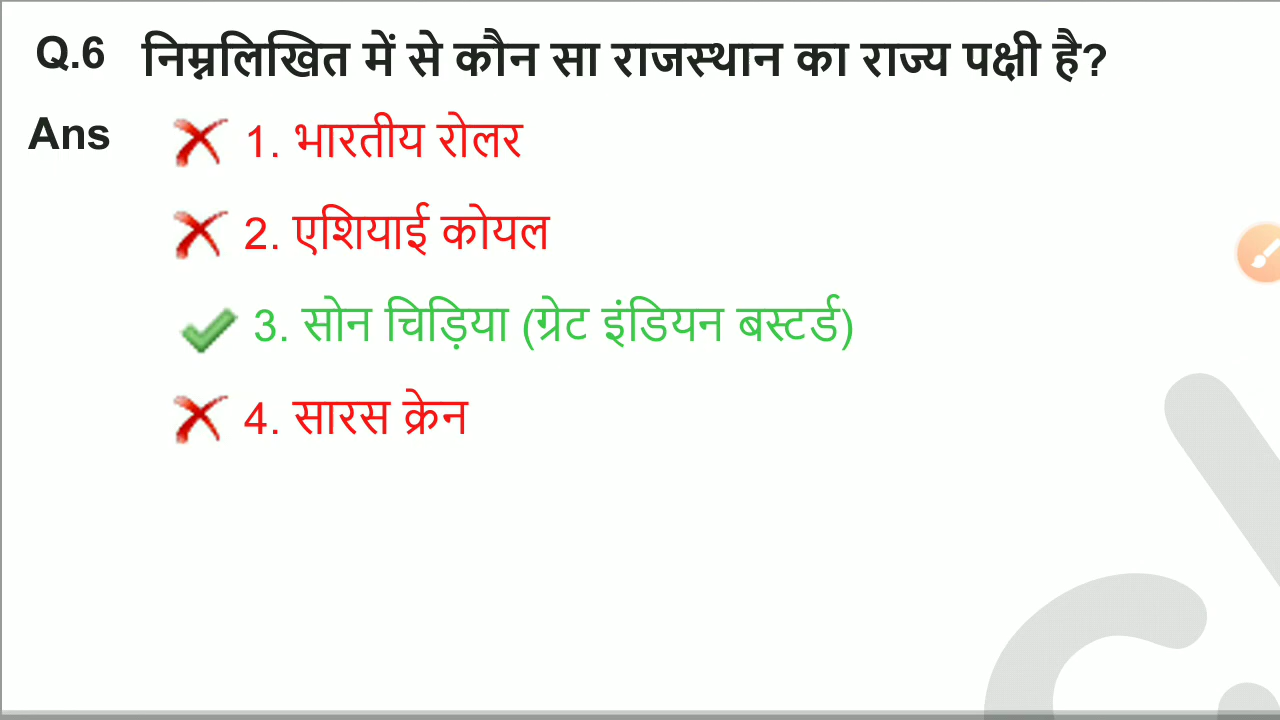 Q.6 निम्नलिखित में से कौन सा राजस्थान का राज्य पक्षी है?
Ans 1. भारतीय रोलर
2. एशियाई कोयल
3. सोन चिड़िया (ग्रेट इंडियन बस्टर्ड)
4. सारस क्रेन